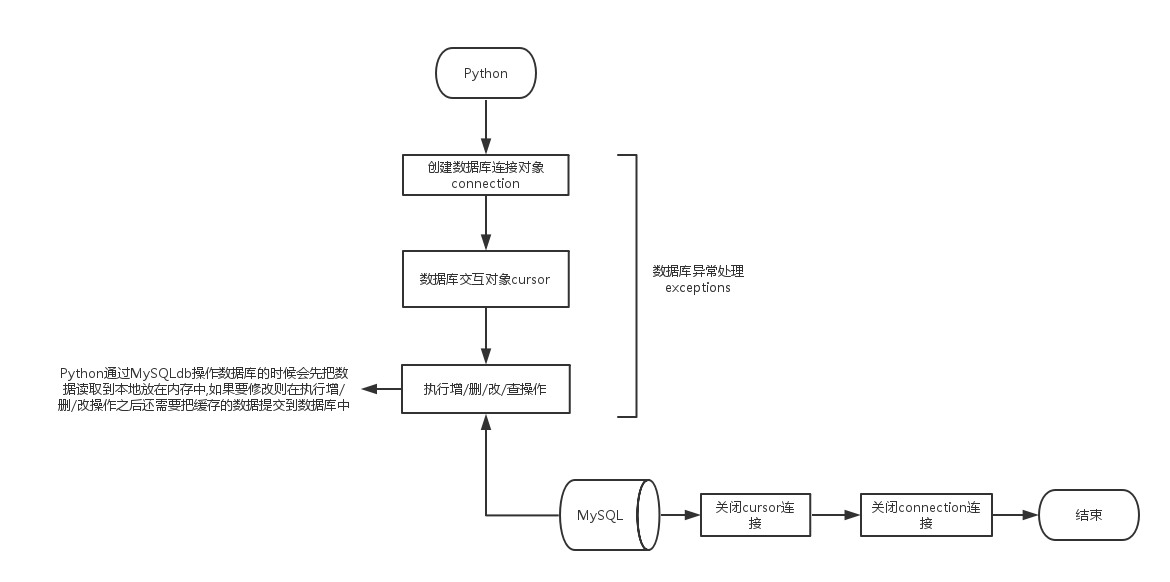 Python
创建数据库连接对象
connection
数据库交互对象cursor
数据库异常处理
exceptions
Python通过MySQLdb操作数据库的时候会先把数
据读取到本地放在内存中,如果要修改则在执行增/
删/改操作之后还需要把缓存的数据提交到数据库中
执行增/删/改/查操作
MySQL
关闭cursor连
接
关闭connection连
接
结束